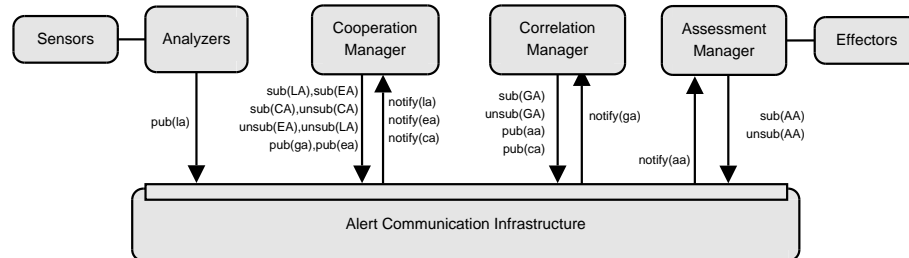 Sensors
Analyzers
Cooperation
Manager
Correlation
Manager
Assessment
Manager
Effectors
pub(la)
sub(LA),sub(EA)
sub(CA),unsub(CA)
unsub(EA),unsub(LA)
pub(ga),pub(ea)
notify(la)
notify(ea)
notify(ca)
sub(GA)
unsub(GA)
pub(aa)
pub(ca)
notify(ga)
notify(aa)
sub(AA)
unsub(AA)
Alert Communication Infrastructure